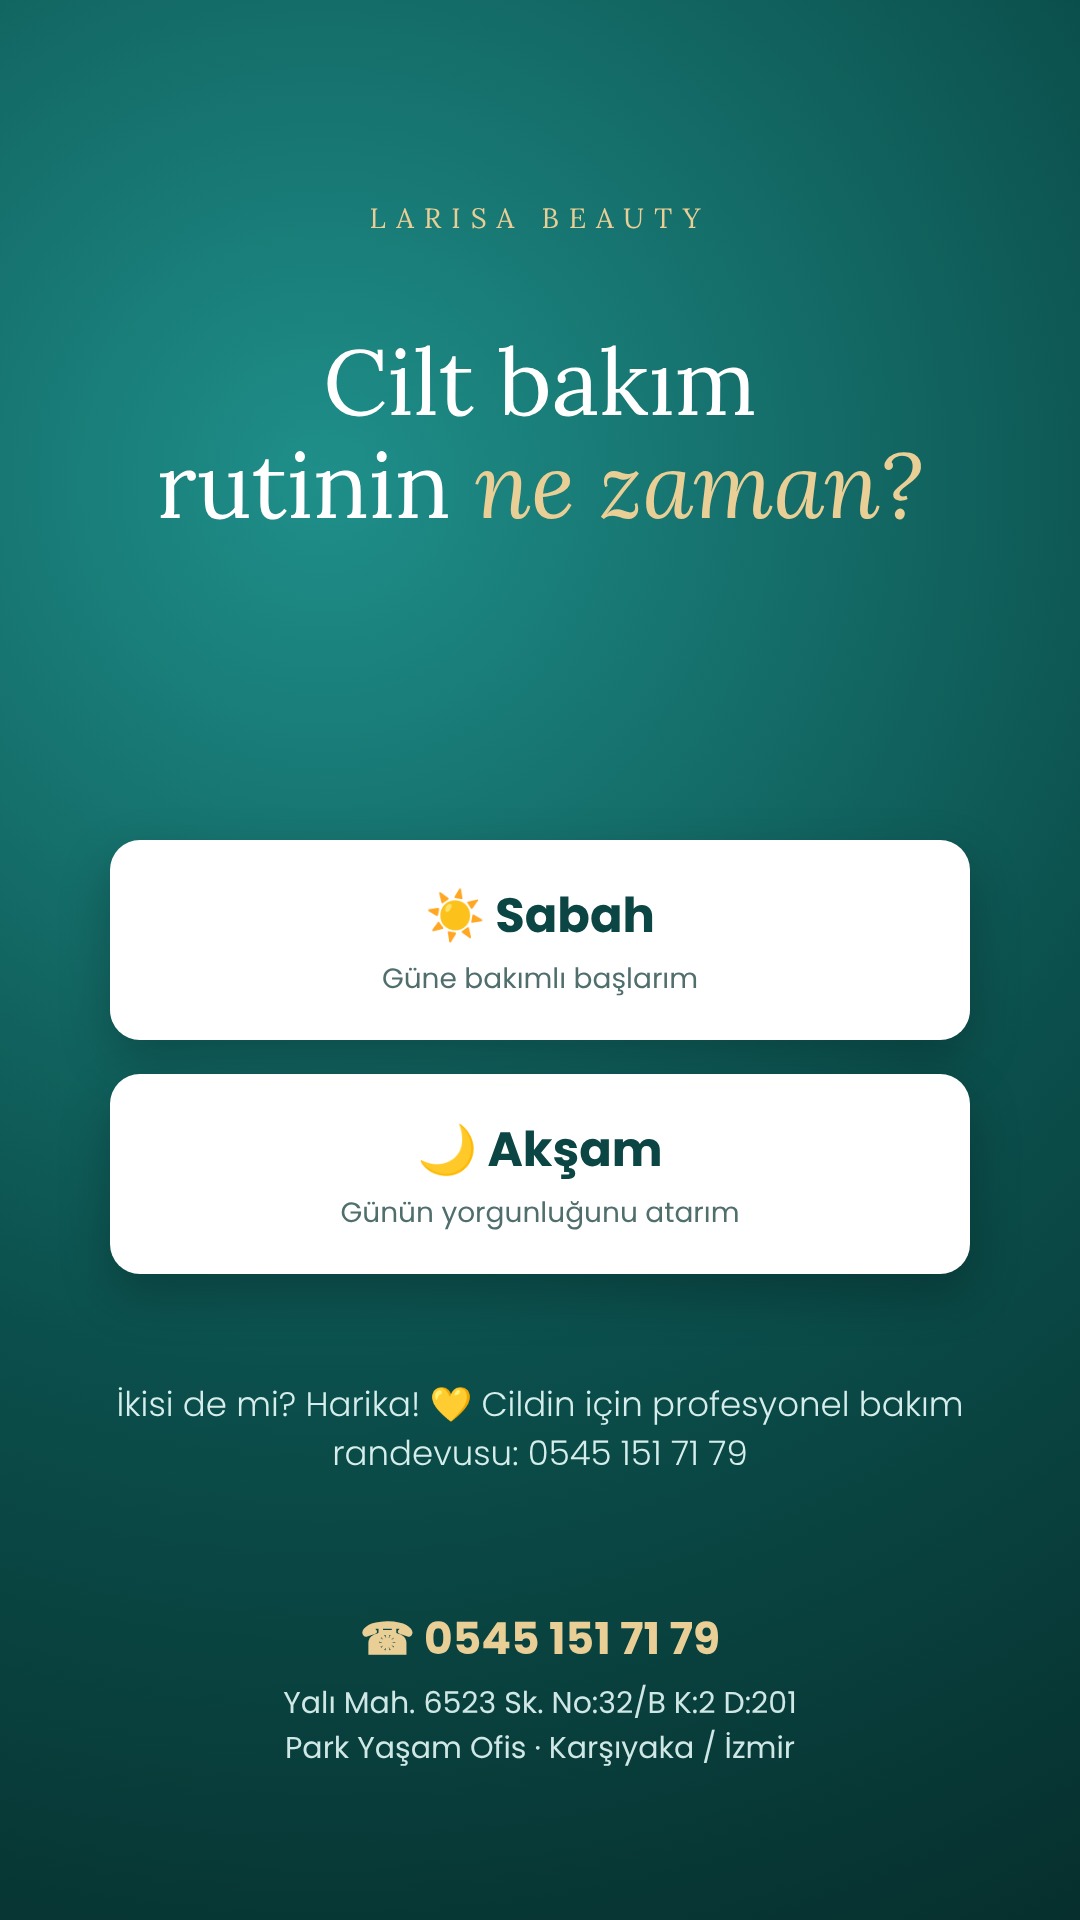 LARISA BEAUTY
Cilt bakım
rutinin ne zaman?
☀️ Sabah
Güne bakımlı başlarım
🌙 Akşam
Günün yorgunluğunu atarım
İkisi de mi? Harika! 💛 Cildin için profesyonel bakım
randevusu: 0545 151 71 79
☎ 0545 151 71 79
Yalı Mah. 6523 Sk. No:32/B K:2 D:201
Park Yaşam Ofis · Karşıyaka / İzmir